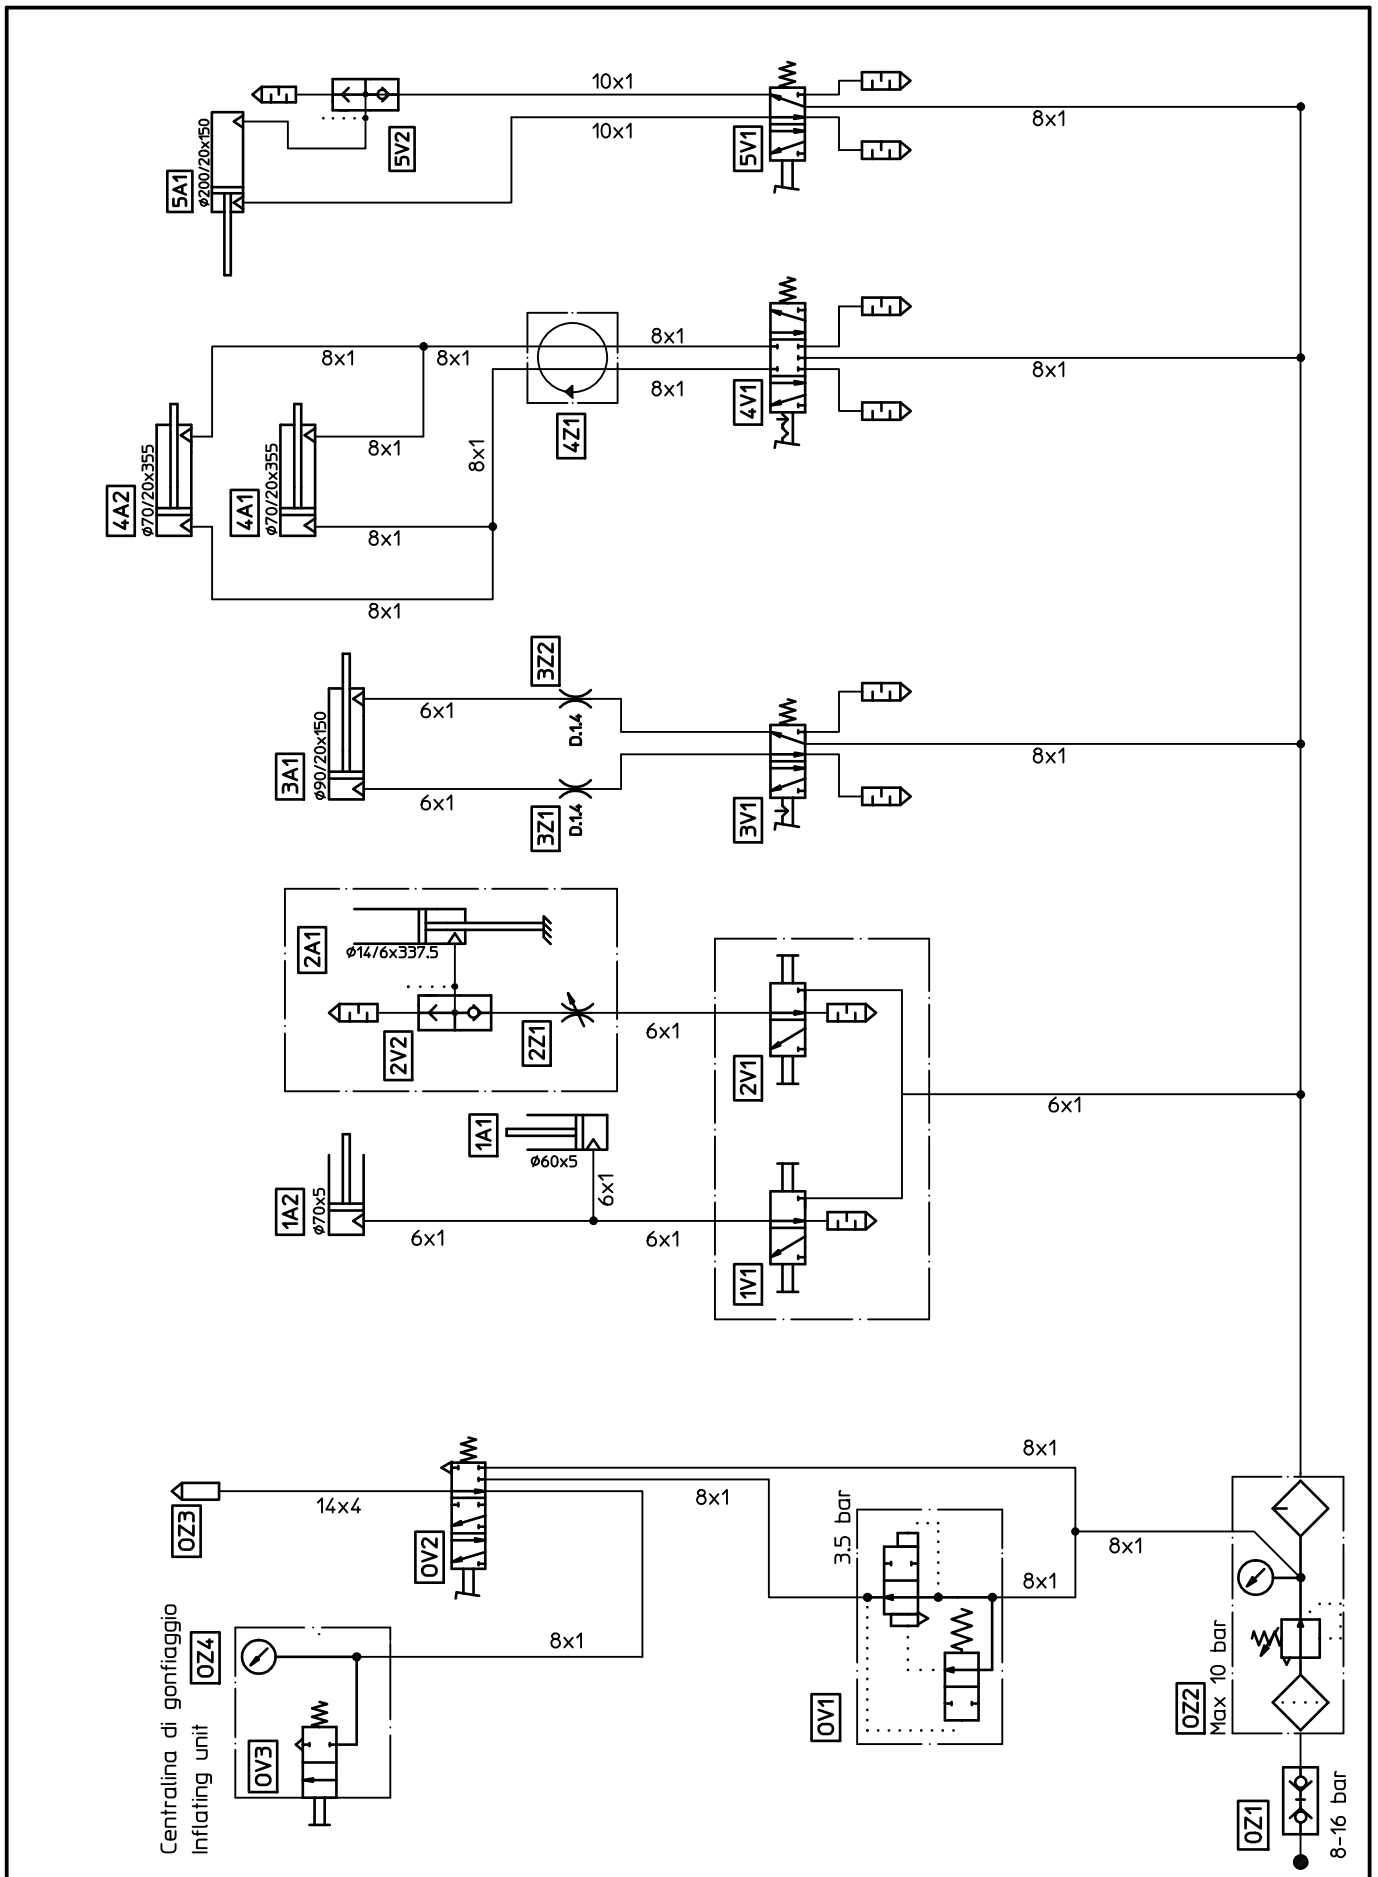 10x1
10x1
8x1
5V2
5V1
5A1
ø200/20x150
8x1
8x1
8x1
8x1
8x1
4Z1
4V1
4A2
ø70/20x355
4A1
ø70/20x355
8x1
8x1
8x1
8x1
3Z2
6x1
D.1.4
3A1
ø90/20x150
8x1
6x1
3Z1
D.1.4
3V1
2A1
ø14/6x337.5
2V2
2Z1
6x1
2V1
6x1
1A1
ø60x5
6x1
1A2
ø70x5
6x1
6x1
1V1
8x1
14x4
8x1
0Z3
0V2
3.5 bar
8x1
8x1
Centralina di gonfiaggio
Inflating unit
0Z4
8x1
0V3
0V1
0Z2
Max 10 bar
0Z1
8-16 bar